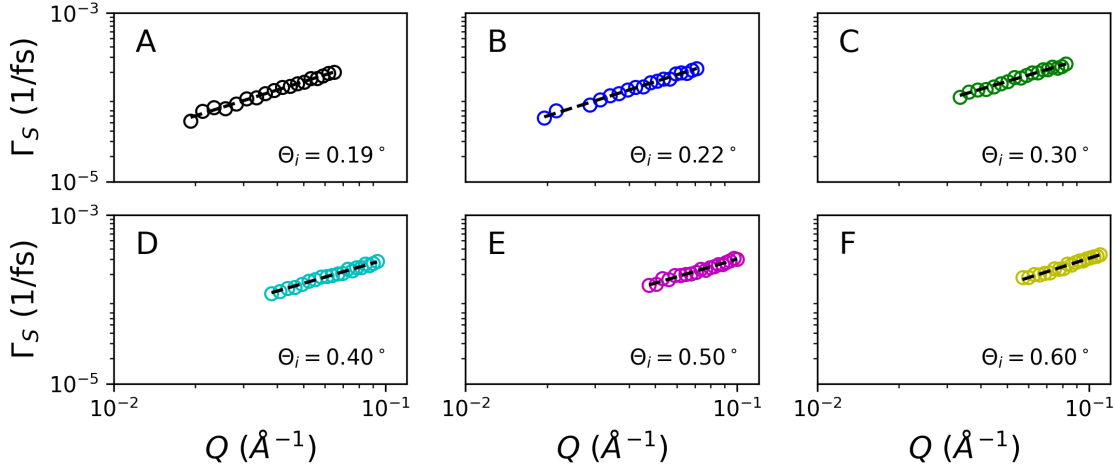 10⁻³
A
Γ_S (1/fs)
Θ_i = 0.19°
10⁻⁵
B
Θ_i = 0.22°
C
Θ_i = 0.30°
10⁻³
D
Γ_S (1/fs)
Θ_i = 0.40°
10⁻⁵
10⁻²
10⁻¹
Q (Å⁻¹)
E
Θ_i = 0.50°
10⁻²
10⁻¹
Q (Å⁻¹)
F
Θ_i = 0.60°
10⁻²
10⁻¹
Q (Å⁻¹)